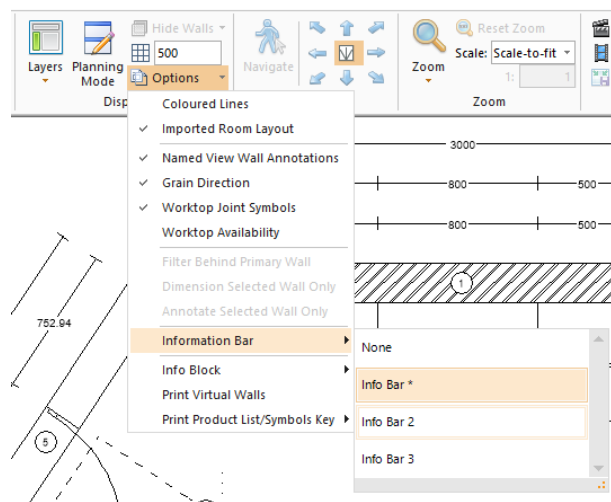 Layers
Planning
Mode
Hide Walls
500
Options
Disp
Navigate
Zoom
Reset Zoom
Scale: Scale-to-fit
1: 1
Zoom
Coloured Lines
Imported Room Layout
Named View Wall Annotations
Grain Direction
Worktop Joint Symbols
Worktop Availability
Filter Behind Primary Wall
Dimension Selected Wall Only
Annotate Selected Wall Only
Information Bar
Info Block
Print Virtual Walls
Print Product List/Symbols Key
None
Info Bar *
Info Bar 2
Info Bar 3
3000
800
500
800
500
1
752.94
5